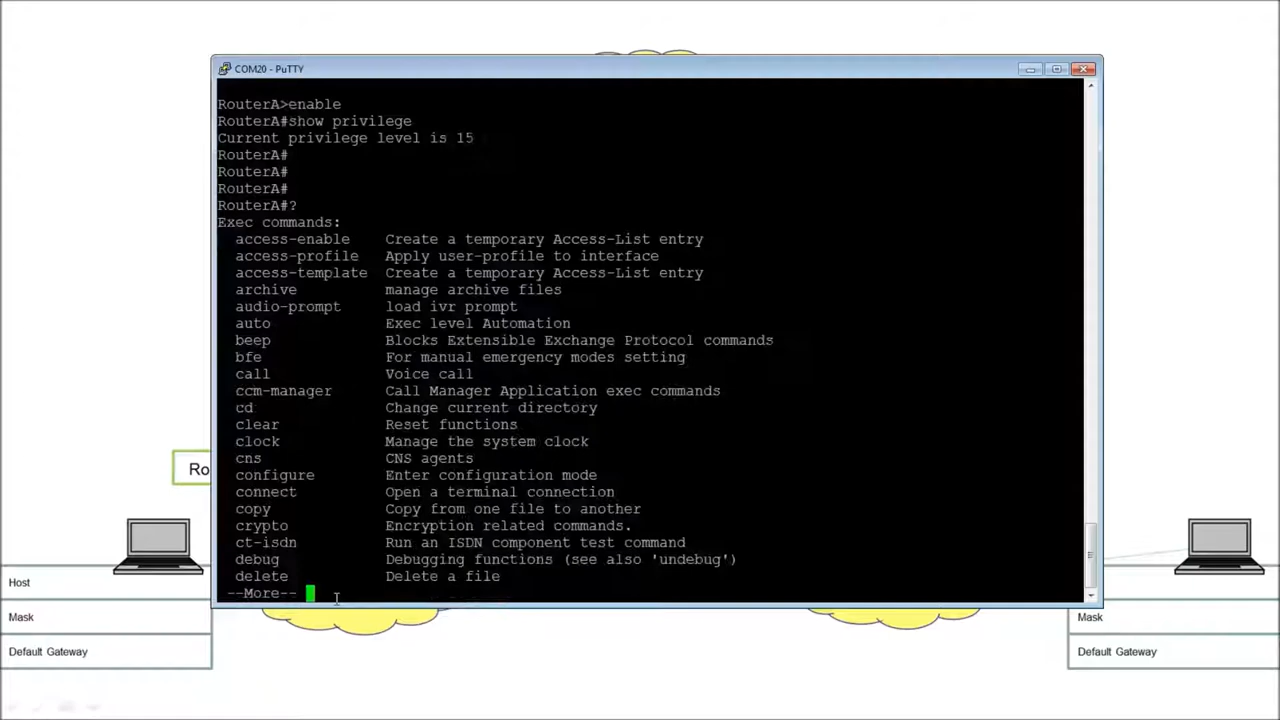 COM20 - PuTTY
RouterA>enable
RouterA#show privilege
Current privilege level is 15
RouterA#
RouterA#
RouterA#
RouterA#?
Exec commands:
access-enable Create a temporary Access-List entry
access-profile Apply user-profile to interface
access-template Create a temporary Access-List entry
archive manage archive files
audio-prompt load ivr prompt
auto Exec level Automation
beep Blocks Extensible Exchange Protocol commands
bfe For manual emergency modes setting
call Voice call
ccm-manager Call Manager Application exec commands
cd Change current directory
clear Reset functions
clock Manage the system clock
cns CNS agents
configure Enter configuration mode
connect Open a terminal connection
copy Copy from one file to another
crypto Encryption related commands.
ct-isdn Run an ISDN component test command
debug Debugging functions (see also 'undebug')
delete Delete a file
--More--
Ro
Host
Mask
Default Gateway
Mask
Default Gateway